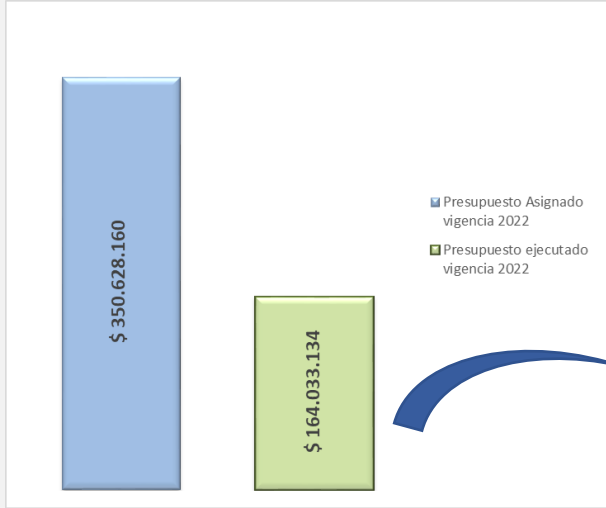 $ 350.628.160
$ 164.033.134
Presupuesto Asignado
vigencia 2022
Presupuesto ejecutado
vigencia 2022